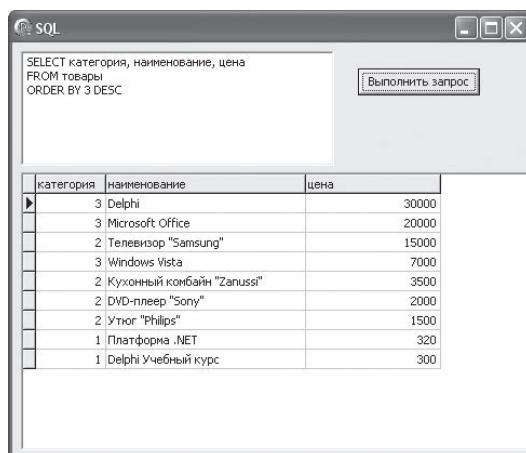 SQL
SELECT категория, наименование, цена
FROM товары
ORDER BY 3 DESC
Выполнить запрос
категория наименование цена
3 Delphi 30000
3 Microsoft Office 20000
2 Телевизор "Samsung" 15000
3 Windows Vista 7000
2 Кухонный комбайн "Zanussi" 3500
2 DVD-плеер "Sony" 2000
2 Утюг "Philips" 1500
1 Платформа .NET 320
1 Delphi Учебный курс 300